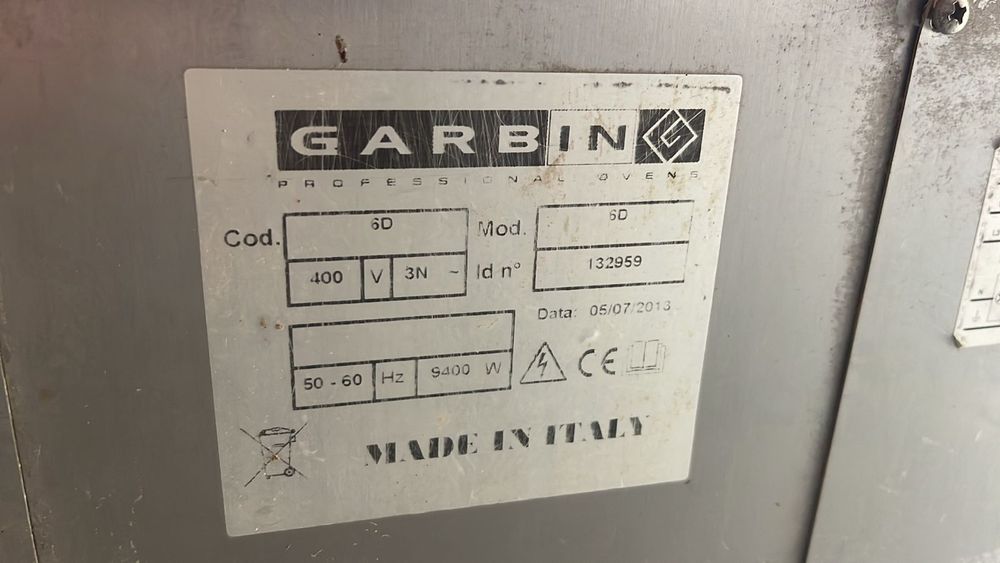 GARBIN
PROFESSIONAL OVENS
Cod. 6D
400 V 3N ~
Mod. 6D
Id n° 132959
Data: 05/07/2013
50 - 60 Hz 9400 W
CE
MADE IN ITALY